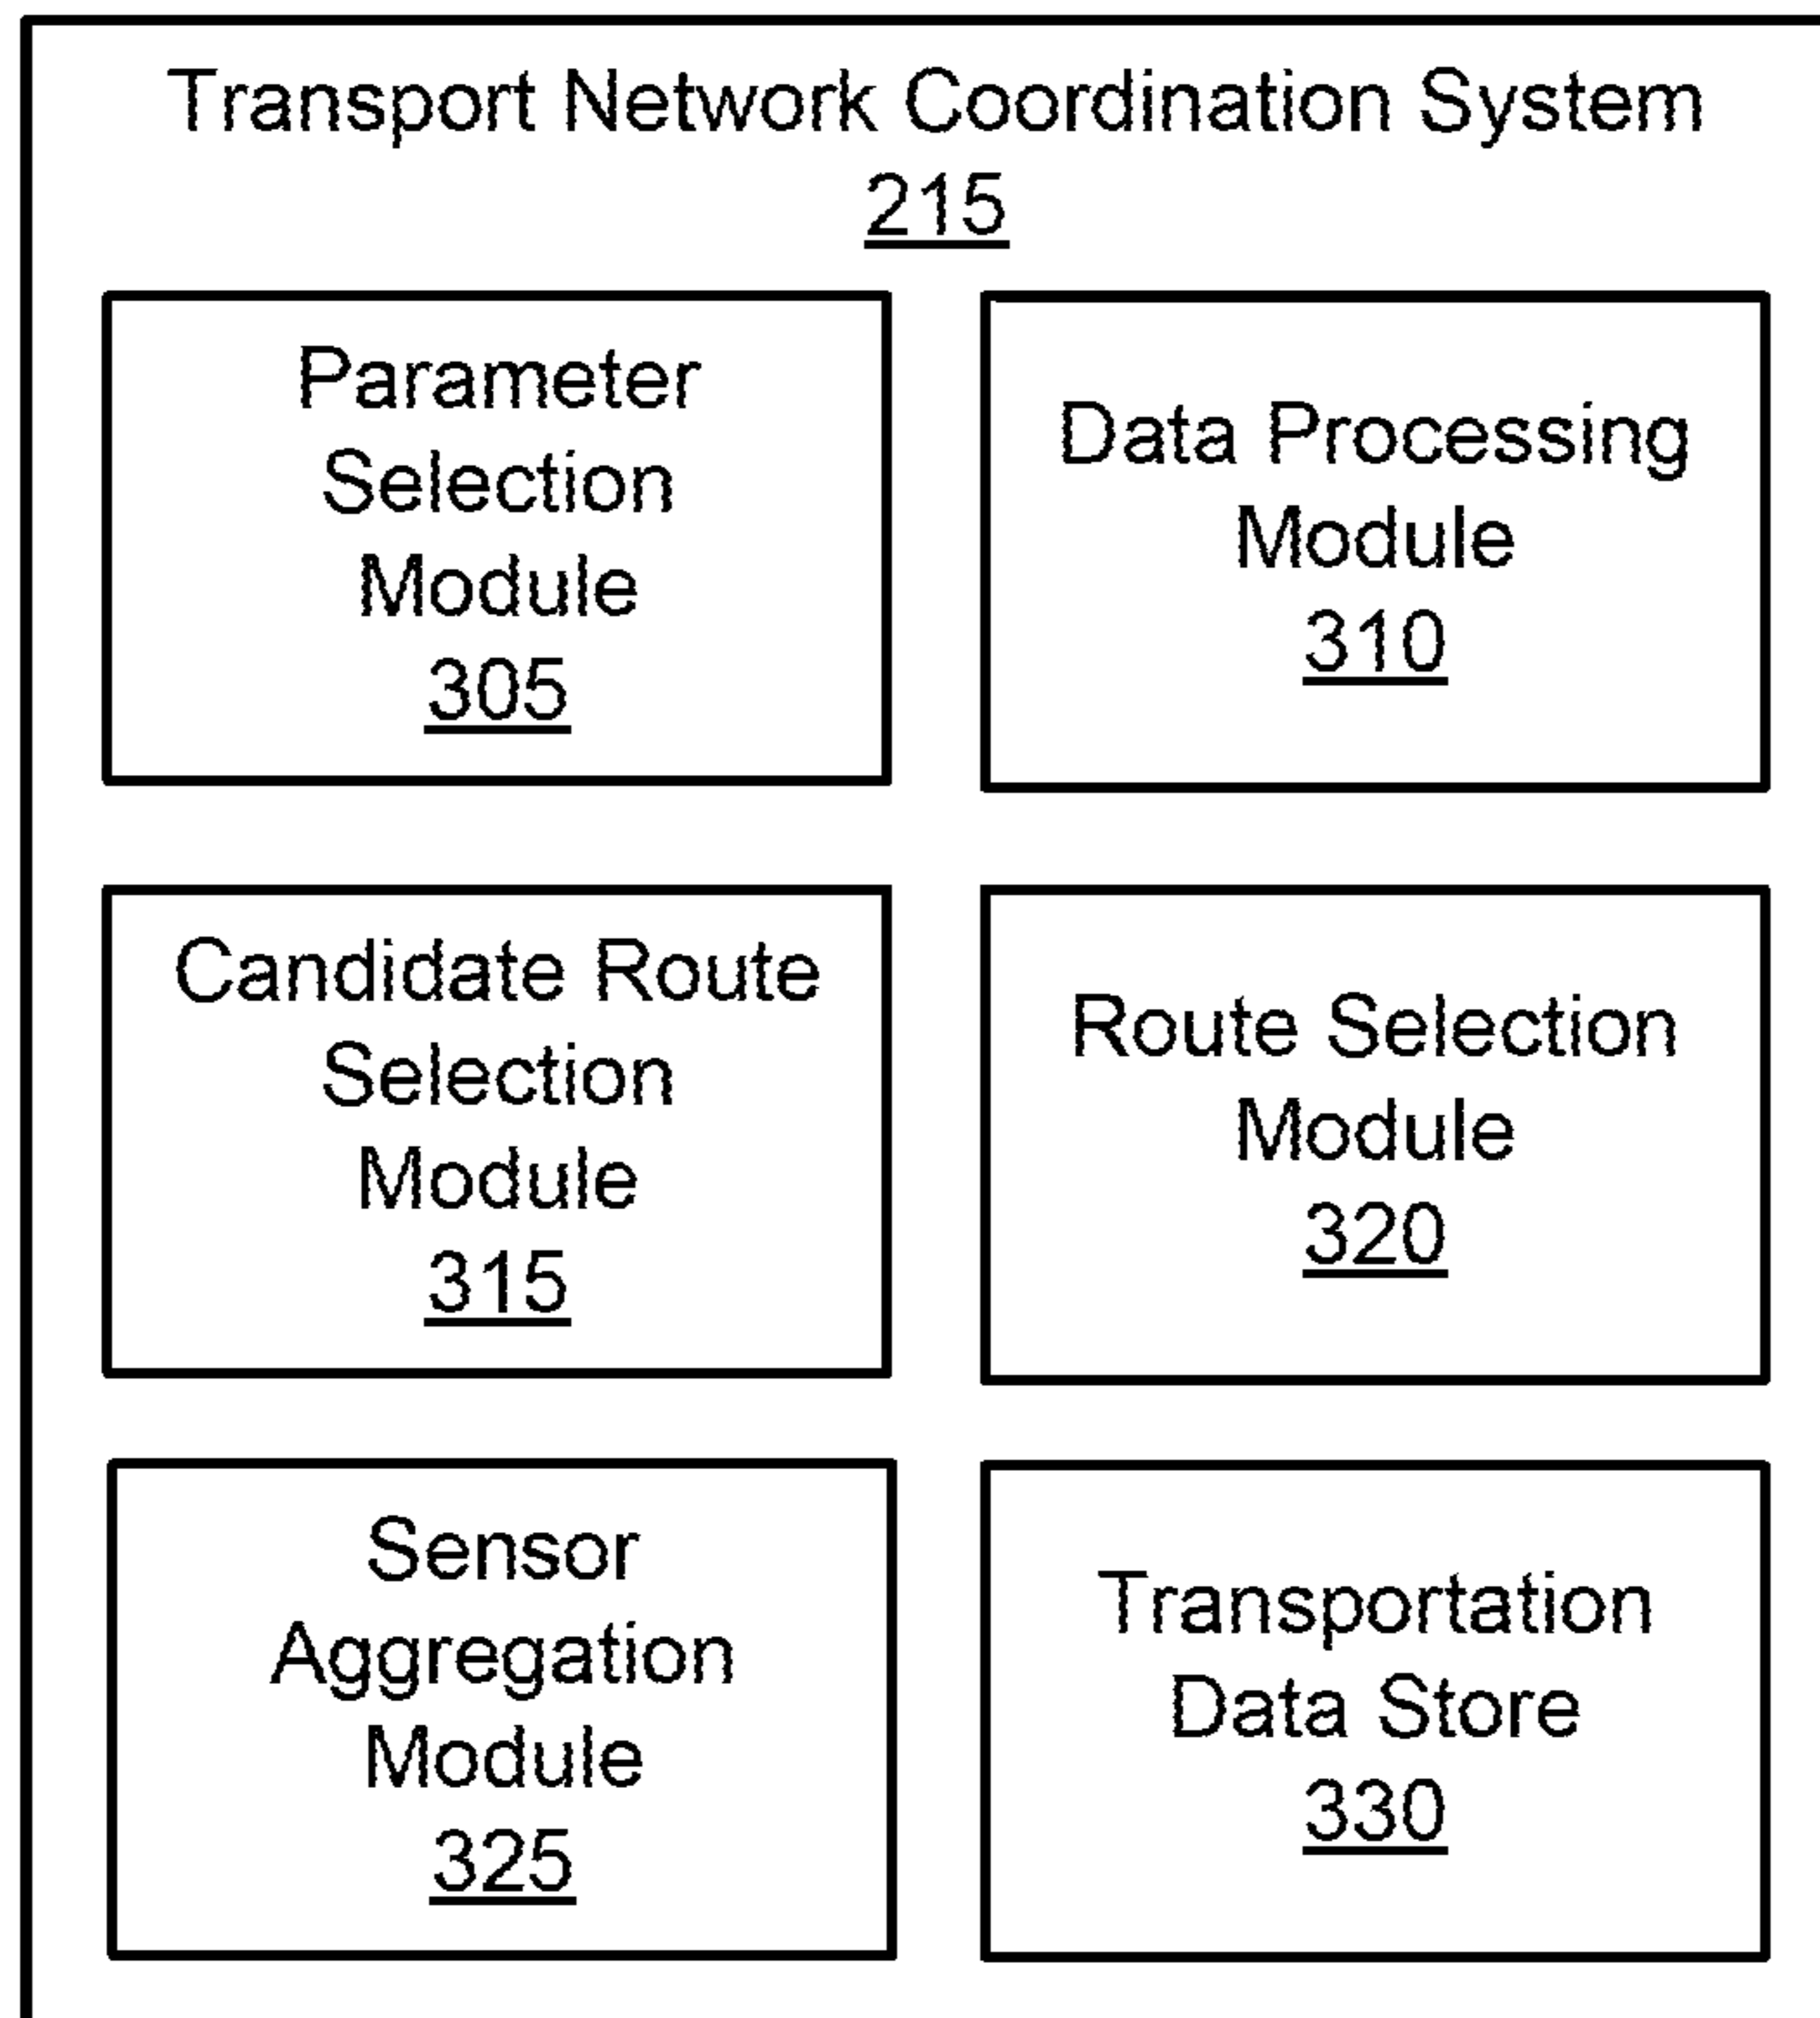 Transport Network Coordination System
215
Parameter
Selection
Module
305
Data Processing
Module
310
Candidate Route
Selection
Module
315
Route Selection
Module
320
Sensor
Aggregation
Module
325
Transportation
Data Store
330